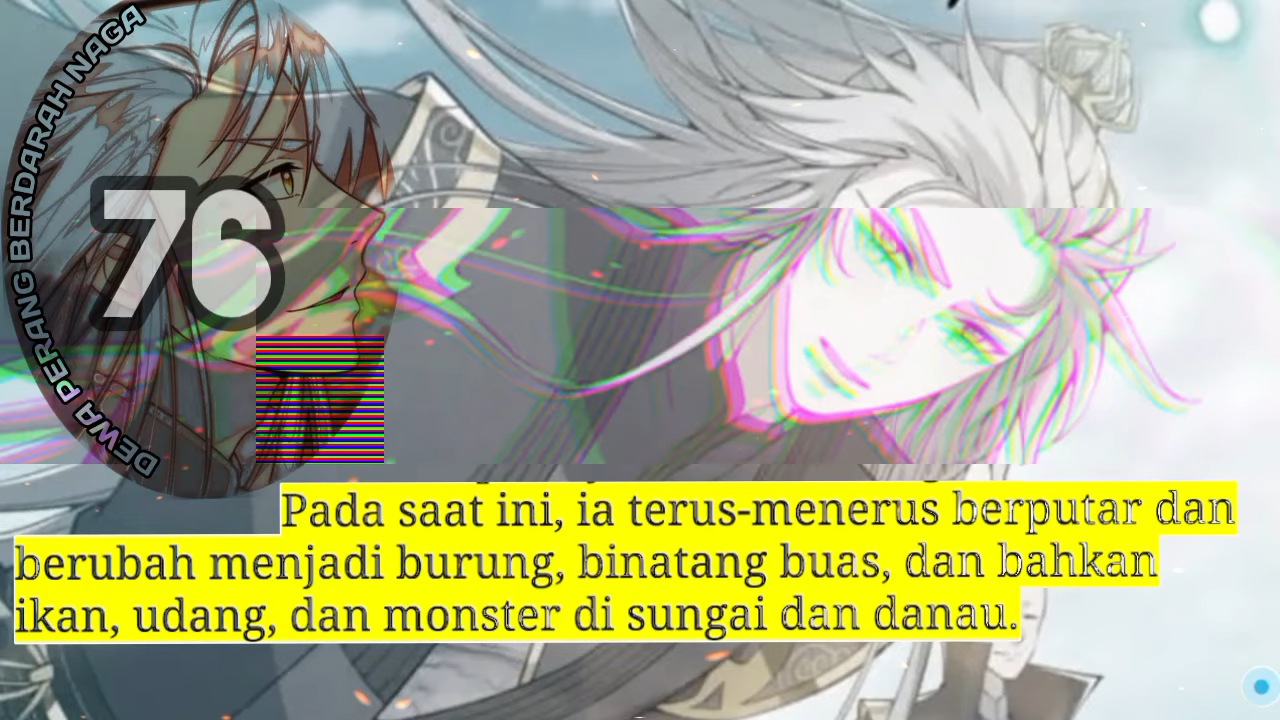 DEWA PERANG BERDARAH NAGA
76
Pada saat ini, ia terus-menerus berputar dan
berubah menjadi burung, binatang buas, dan bahkan
ikan, udang, dan monster di sungai dan danau.